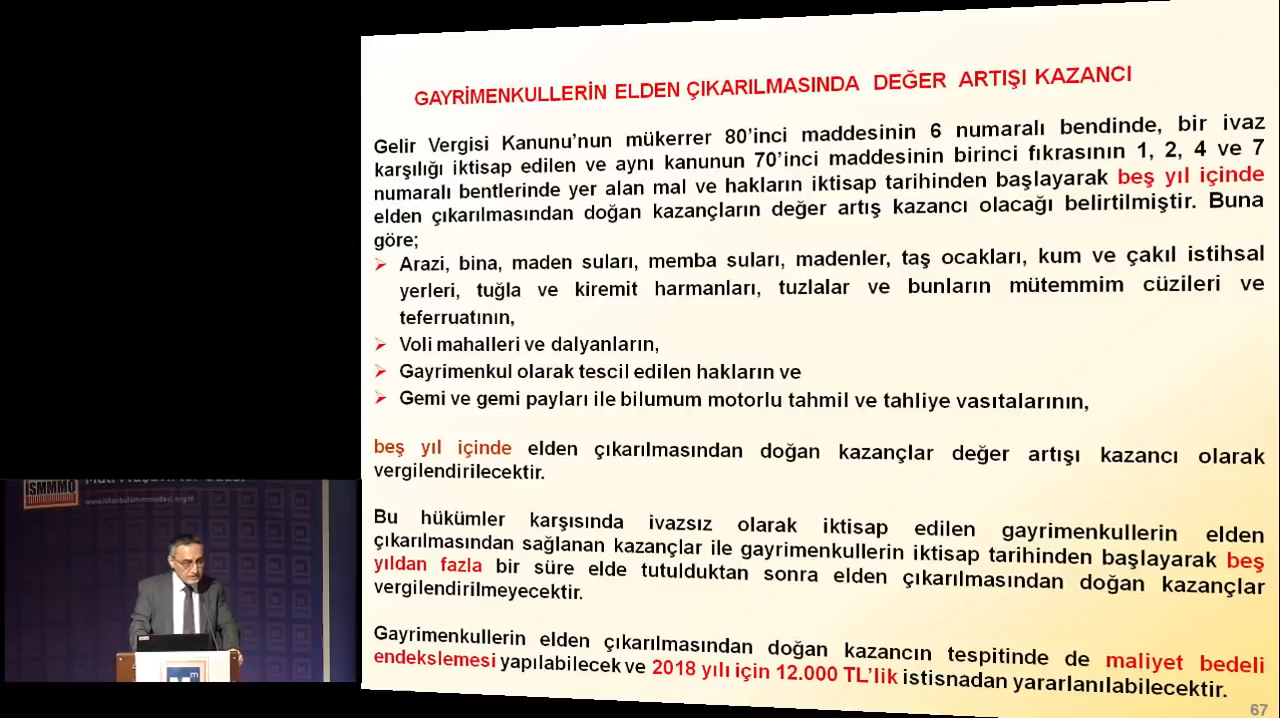 GAYRİMENKULLERİN ELDEN ÇIKARILMASINDA DEĞER ARTIŞI KAZANCI
Gelir Vergisi Kanunu’nun mükerrer 80’inci maddesinin 6 numaralı bendinde, bir ivaz
karşılığı iktisap edilen ve aynı kanunun 70’inci maddesinin birinci fıkrasının 1, 2, 4 ve 7
numaralı bentlerinde yer alan mal ve hakların iktisap tarihinden başlayarak beş yıl içinde
elden çıkarılmasından doğan kazançların değer artış kazancı olacağı belirtilmiştir. Buna
göre;
➢ Arazi, bina, maden suları, memba suları, madenler, taş ocakları, kum ve çakıl istihsal
yerleri, tuğla ve kiremit harmanları, tuzlalar ve bunların mütemmim cüzileri ve
teferruatının,
➢ Voli mahalleri ve dalyanların,
➢ Gayrimenkul olarak tescil edilen hakların ve
➢ Gemi ve gemi payları ile bilumum motorlu tahmil ve tahliye vasıtalarının,
beş yıl içinde elden çıkarılmasından doğan kazançlar değer artışı kazancı olarak
vergilendirilecektir.
Bu hükümler karşısında ivazsız olarak iktisap edilen gayrimenkullerin elden
çıkarılmasından sağlanan kazançlar ile gayrimenkullerin iktisap tarihinden başlayarak beş
yıldan fazla bir süre elde tutulduktan sonra elden çıkarılmasından doğan kazançlar
vergilendirilmeyecektir.
Gayrimenkullerin elden çıkarılmasından doğan kazancın tespitinde de maliyet bedeli
endekslemesi yapılabilecek ve 2018 yılı için 12.000 TL’lik istisnadan yararlanılabilecektir.
67
ISMMMO
www.istanbulsmmmodasi.org.tr